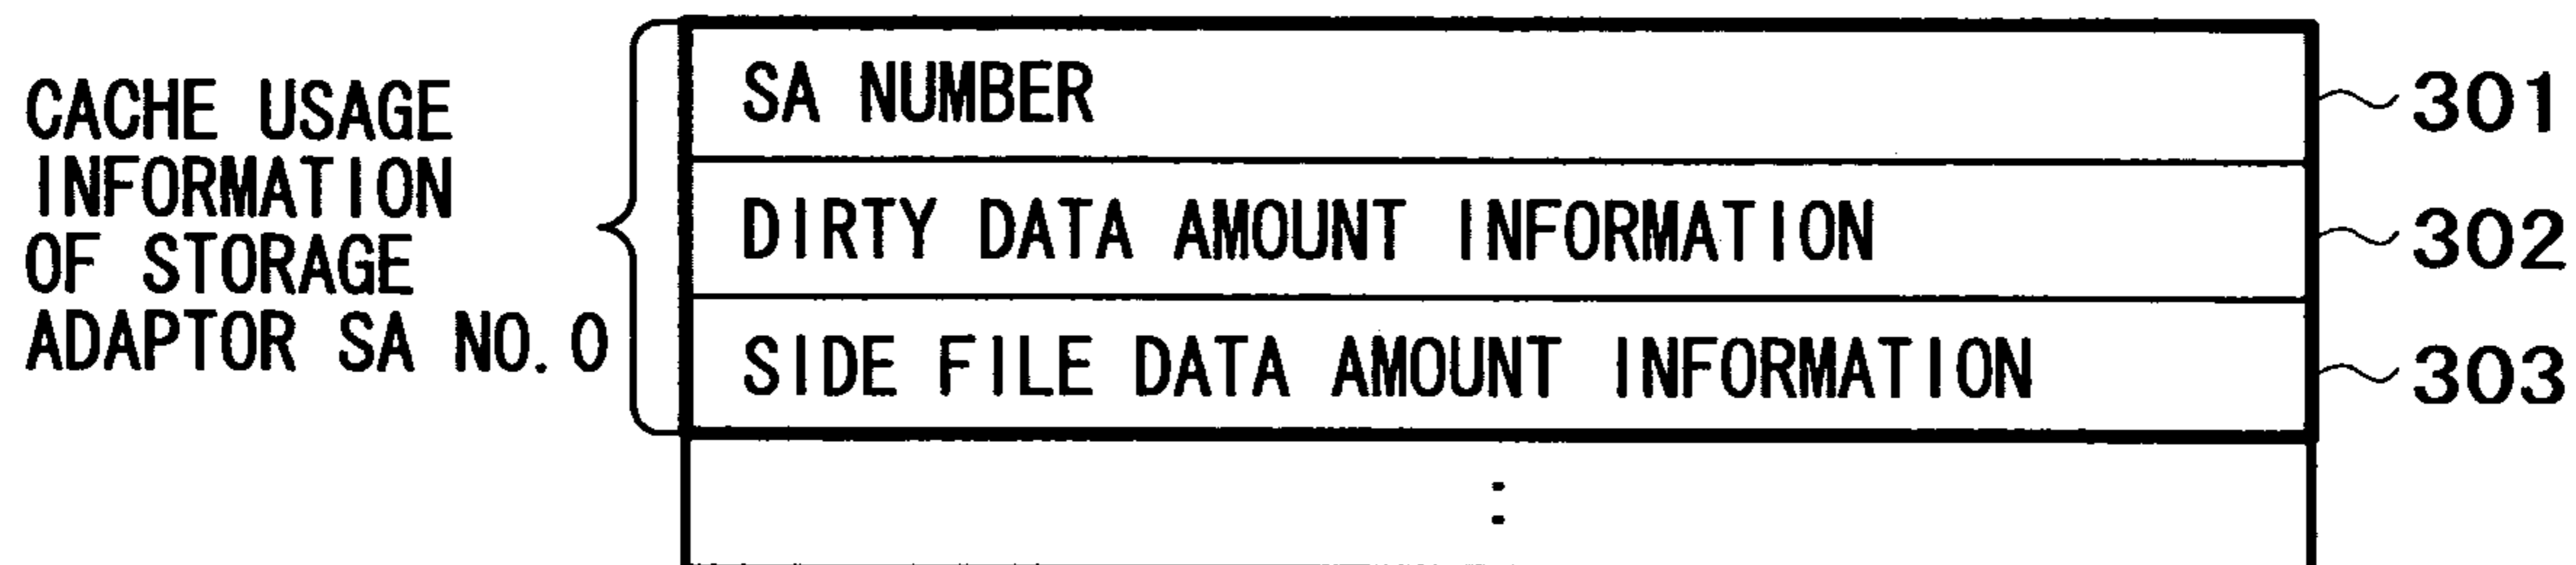 CACHE USAGE
INFORMATION
OF STORAGE
ADAPTOR SA NO. 0
SA NUMBER
301
DIRTY DATA AMOUNT INFORMATION
302
SIDE FILE DATA AMOUNT INFORMATION
303
: